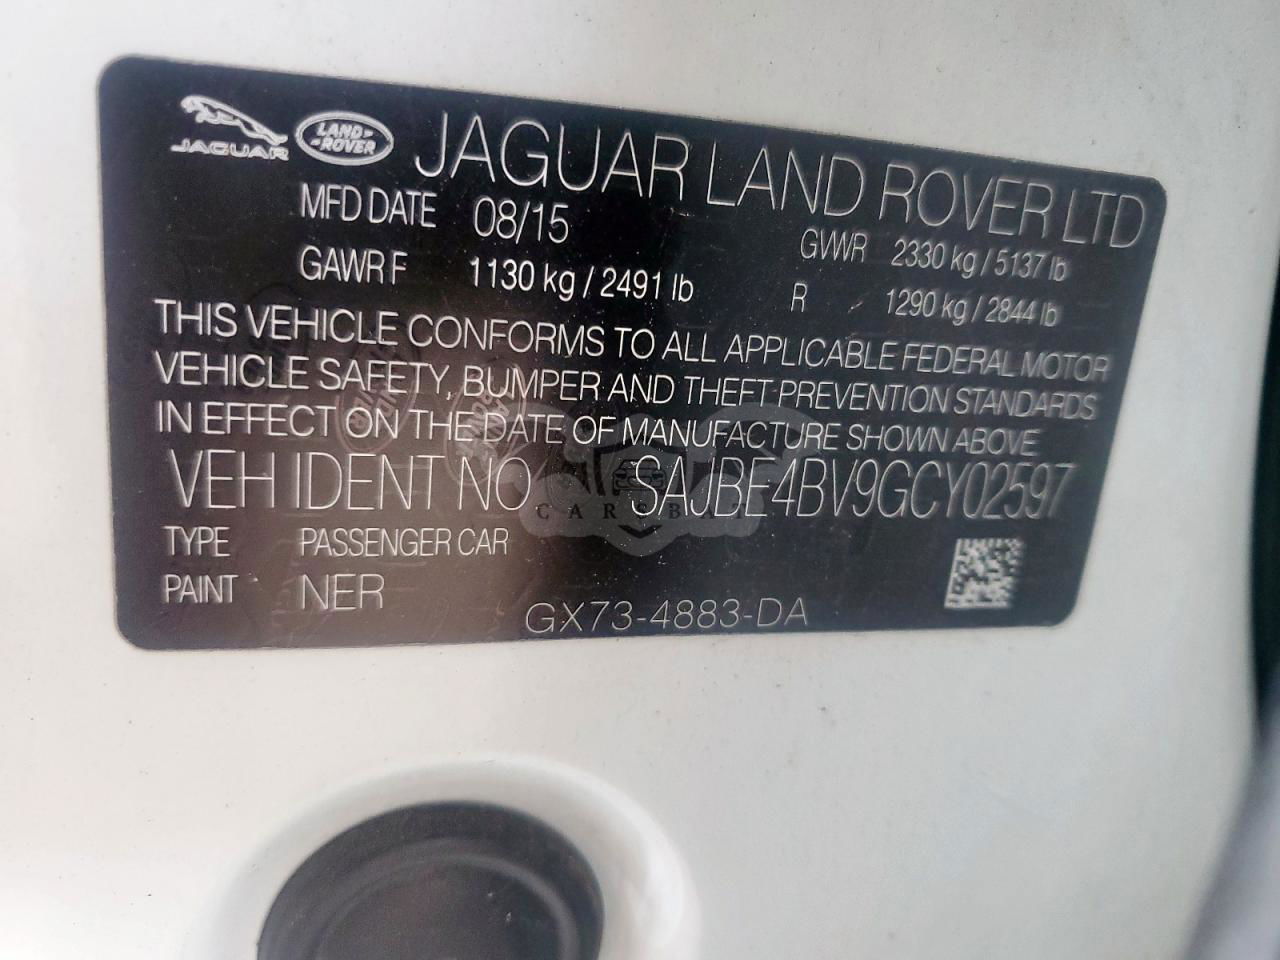 JAGUAR LAND-ROVER JAGUAR LAND ROVER LTD
MFD DATE 08/15 GVWR 2330 kg / 5137 lb
GAWR F 1130 kg / 2491 lb R 1290 kg / 2844 lb
THIS VEHICLE CONFORMS TO ALL APPLICABLE FEDERAL MOTOR
VEHICLE SAFETY, BUMPER AND THEFT PREVENTION STANDARDS
IN EFFECT ON THE DATE OF MANUFACTURE SHOWN ABOVE
VEH IDENT NO SAJBE4BV9GCY02597
CARSBAT
TYPE PASSENGER CAR
PAINT NER
GX73-4883-DA